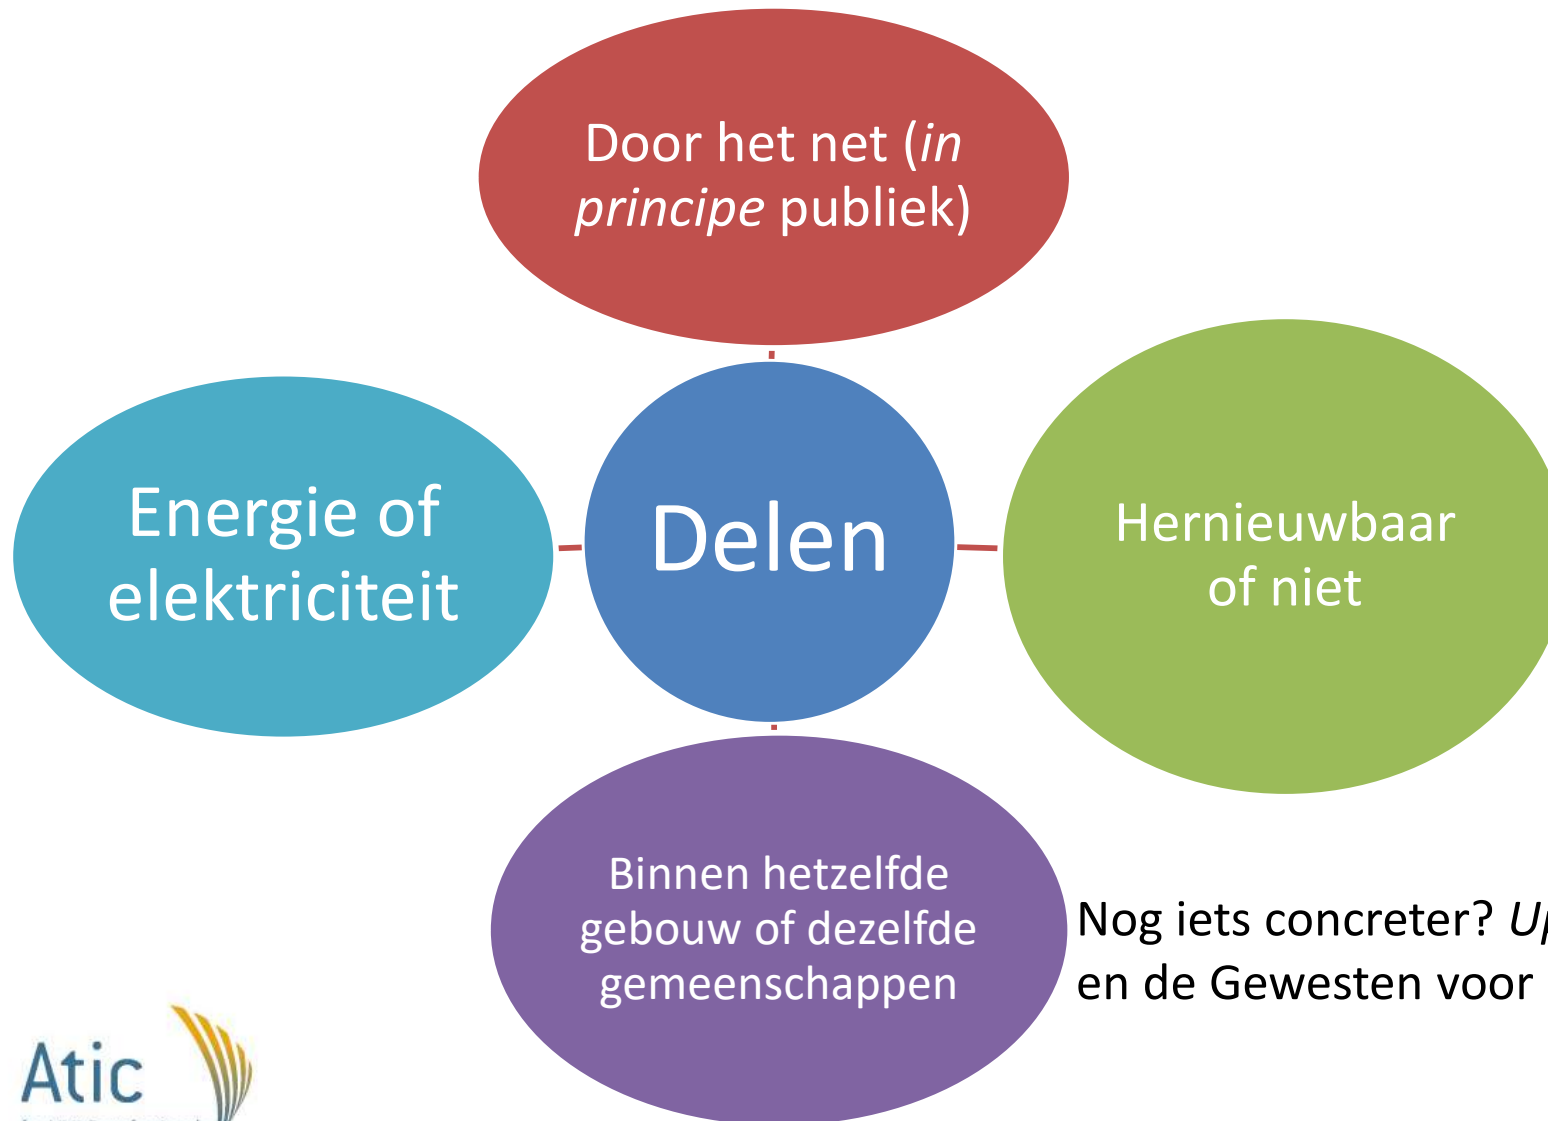 Door het net (in
principe publiek)
Energie of
elektriciteit
Delen
Hernieuwbaar
of niet
Binnen hetzelfde
gebouw of dezelfde
gemeenschappen
Nog iets concreter?
en de Gewesten voor
Atic